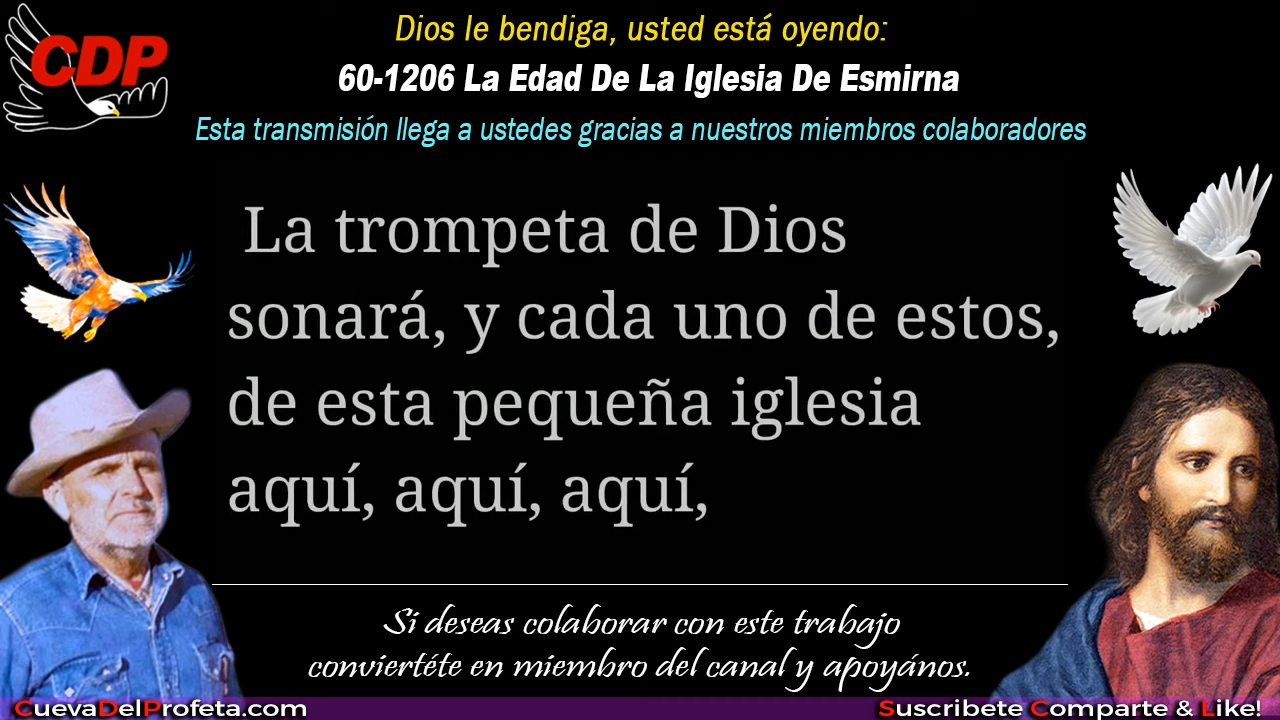 CDP
Dios le bendiga, usted está oyendo:
60-1206 La Edad De La Iglesia De Esmirna
Esta transmisión llega a ustedes gracias a nuestros miembros colaboradores
La trompeta de Dios
sonará, y cada uno de estos,
de esta pequeña iglesia
aquí, aquí, aquí,
Si deseas colaborar con este trabajo
conviertéte en miembro del canal y apoyános.
CuevaDelProfeta.com
Suscribete Comparte & Like!